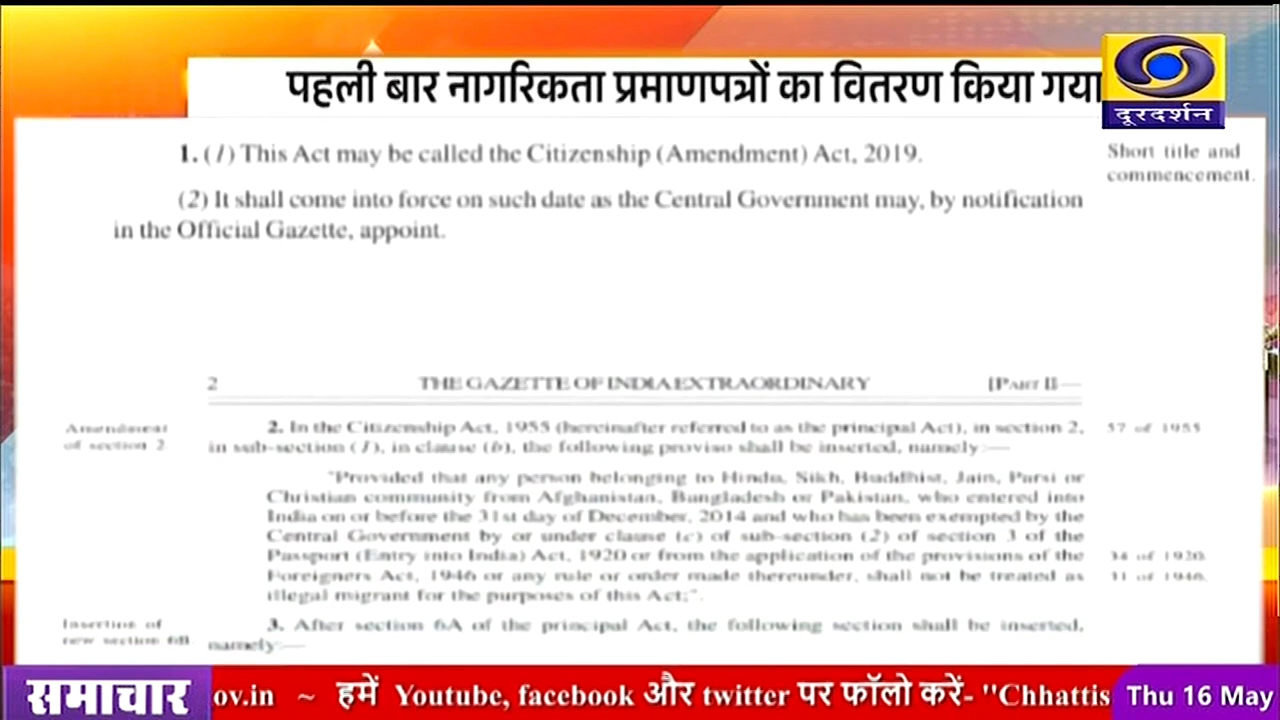 पहली बार नागरिकता प्रमाणपत्रों का वितरण किया गया
दूरदर्शन
1. (1) This Act may be called the Citizenship (Amendment) Act, 2019.
Short title and
commencement.
(2) It shall come into force on such date as the Central Government may, by notification
in the Official Gazette, appoint.
2 THE GAZETTE OF INDIA EXTRAORDINARY [PART II—
Amendment
of section 2.
2. In the Citizenship Act, 1955 (hereinafter referred to as the principal Act), in section 2,
in sub-section (1), in clause (b), the following proviso shall be inserted, namely:—
57 of 1955.
"Provided that any person belonging to Hindu, Sikh, Buddhist, Jain, Parsi or
Christian community from Afghanistan, Bangladesh or Pakistan, who entered into
India on or before the 31st day of December, 2014 and who has been exempted by the
Central Government by or under clause (c) of sub-section (2) of section 3 of the
Passport (Entry into India) Act, 1920 or from the application of the provisions of the
34 of 1920.
Foreigners Act, 1946 or any rule or order made thereunder, shall not be treated as
31 of 1946.
illegal migrant for the purposes of this Act;".
Insertion of
new section 6B.
3. After section 6A of the principal Act, the following section shall be inserted,
namely:—
समाचार
ov.in ~ हमें Youtube, facebook और twitter पर फॉलो करें- "Chhattis
Thu 16 May